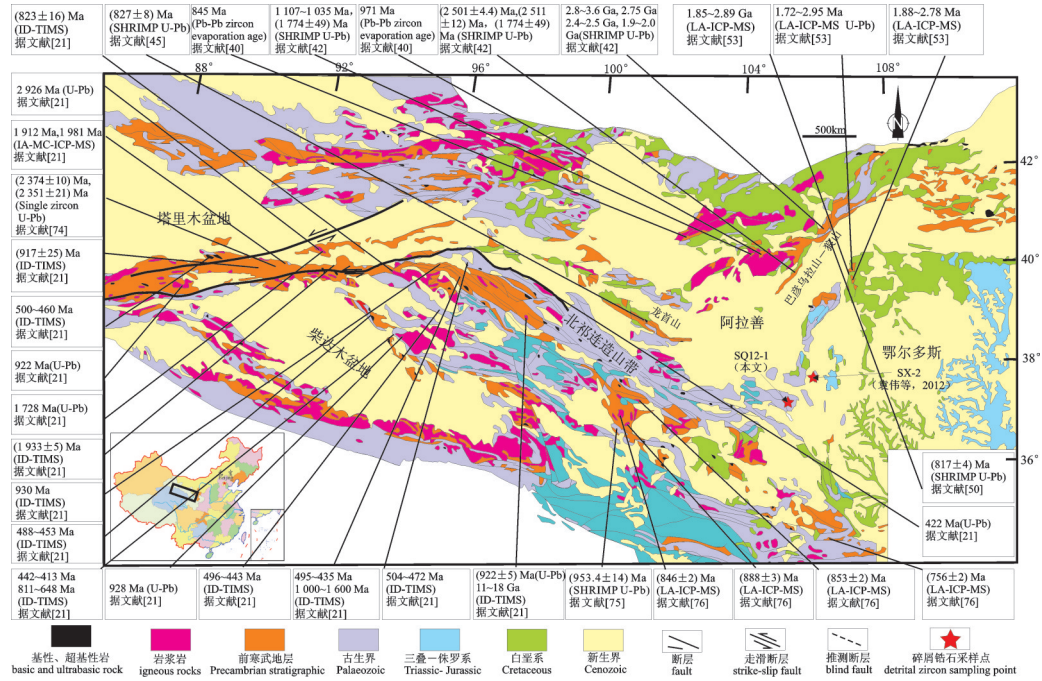 (823±16) Ma
(ID-TIMS)
据文献[21]
(827±8) Ma
(SHRIMP U-Pb)
据文献[45]
845 Ma
(Pb-Pb zircon
evaporation age)
据文献[40]
1 107~1 035 Ma,
(1 774±49) Ma
(SHRIMP U-Pb)
据文献[42]
971 Ma
(Pb-Pb zircon
evaporation age)
据文献[40]
(2 501±4.4) Ma,(2 511
±12) Ma, (1 774±49)
Ma (SHRIMP U-Pb)
据文献[42]
2.8~3.6 Ga, 2.75 Ga
2.4~2.5 Ga, 1.9~2.0
Ga(SHRIMP U-Pb)
据文献[42]
1.85~2.89 Ga
(LA-ICP-MS)
据文献[53]
1.72~2.95 Ma
(LA-ICP-MS U-Pb)
据文献[53]
1.88~2.78 Ma
(LA-ICP-MS)
据文献[53]
88°
92°
96°
100°
104°
108°
2 926 Ma (U-Pb)
据文献[21]
1 912 Ma,1 981 Ma
(IA-MC-ICP-MS)
据文献[21]
(2 374±10) Ma,
(2 351±21) Ma
(Single zircon
U-Pb)
据文献[74]
(917±25) Ma
(ID-TIMS)
据文献[21]
500~460 Ma
(ID-TIMS)
据文献[21]
922 Ma(U-Pb)
据文献[21]
1 728 Ma(U-Pb)
据文献[21]
(1 933±5) Ma
(ID-TIMS)
据文献[21]
930 Ma
(ID-TIMS)
据文献[21]
488~453 Ma
(ID-TIMS)
据文献[21]
500km
N
42°
40°
38°
36°
塔里木盆地
柴达木盆地
北祁连造山带
龙首山
阿拉善
巴彦乌拉山—
鄂尔多斯
SQ12-1
(本文)
SX-2
(袁伟等, 2012)
(817±4) Ma
(SHRIMP U-Pb)
据文献[50]
422 Ma(U-Pb)
据文献[21]
442~413 Ma
811~648 Ma
(ID-TIMS)
据文献[21]
928 Ma (U-Pb)
据文献[21]
496~443 Ma
(ID-TIMS)
据文献[21]
495~435 Ma
1 000~1 600 Ma
(ID-TIMS)
据文献[21]
504~472 Ma
(ID-TIMS)
据文献[21]
(922±5) Ma(U-Pb)
11~18 Ga
(ID-TIMS)
据文献[21]
(953.4±14) Ma
(SHRIMP U-Pb)
据文献[75]
(846±2) Ma
(LA-ICP-MS)
据文献[76]
(888±3) Ma
(LA-ICP-MS)
据文献[76]
(853±2) Ma
(LA-ICP-MS)
据文献[76]
(756±2) Ma
(LA-ICP-MS)
据文献[76]
基性、超基性岩
basic and ultrabasic rock
岩浆岩
igneous rocks
前寒武地层
Precambrian stratigraphic
古生界
Palaeozoic
三叠—侏罗系
Triassic- Jurassic
白垩系
Cretaceous
新生界
Cenozoic
断层
fault
走滑断层
strike-slip fault
推测断层
blind fault
碎屑锆石采样点
detrital zircon sampling point